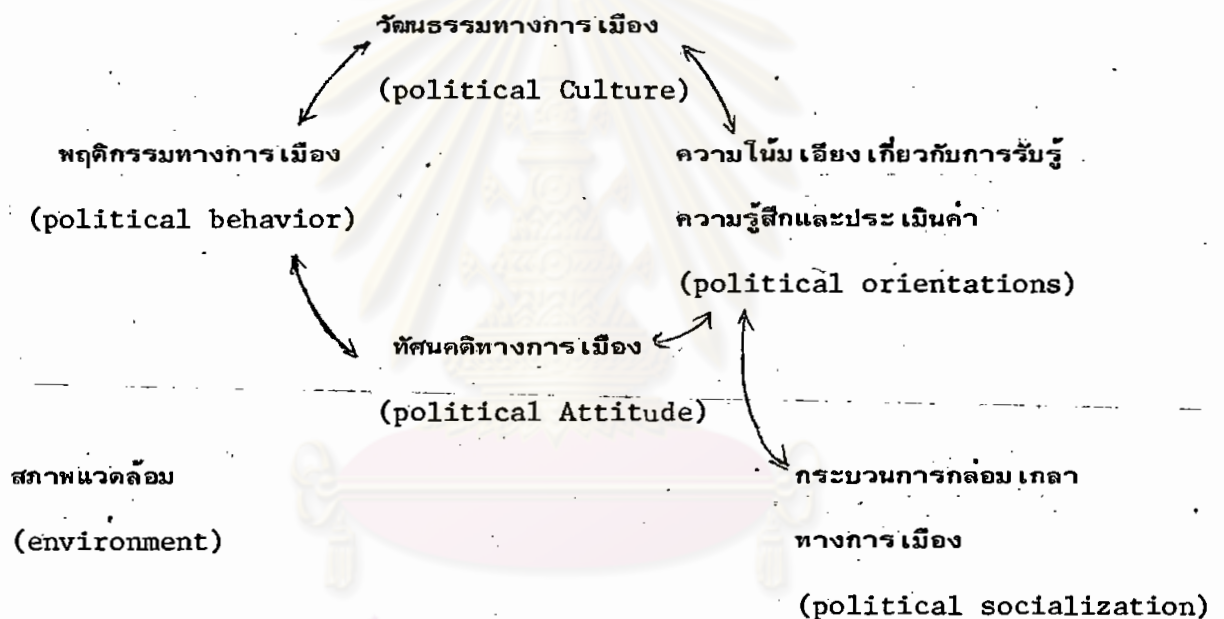 วัฒนธรรมทางการเมือง
(political Culture)
พฤติกรรมทางการเมือง
(political behavior)
ความโน้มเอียงเกี่ยวกับการรับรู้
ความรู้สึกและประเมินค่า
(political orientations)
ทัศนคติทางการเมือง
(political Attitude)
สภาพแวดล้อม
(environment)
กระบวนการกล่อมเกลา
ทางการเมือง
(political socialization)